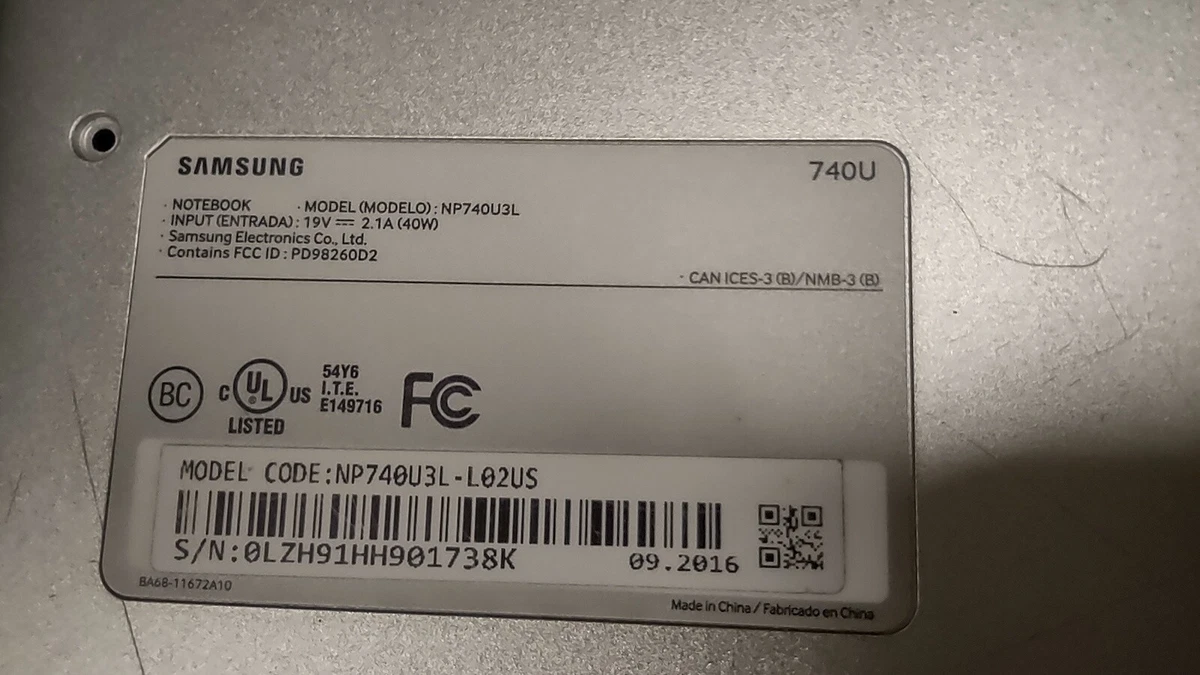 SAMSUNG
740U
· NOTEBOOK · MODEL (MODELO) : NP740U3L
· INPUT (ENTRADA) : 19V ⎓ 2.1A (40W)
· Samsung Electronics Co., Ltd.
· Contains FCC ID : PD98260D2
· CAN ICES-3 (B)/NMB-3 (B)
BC
C UL US
LISTED
54Y6
I.T.E.
E149716
FC
MODEL CODE:NP740U3L-L02US
S/N:0LZH91HH901738K
09.2016
BA68-11672A10
Made in China / Fabricado en China